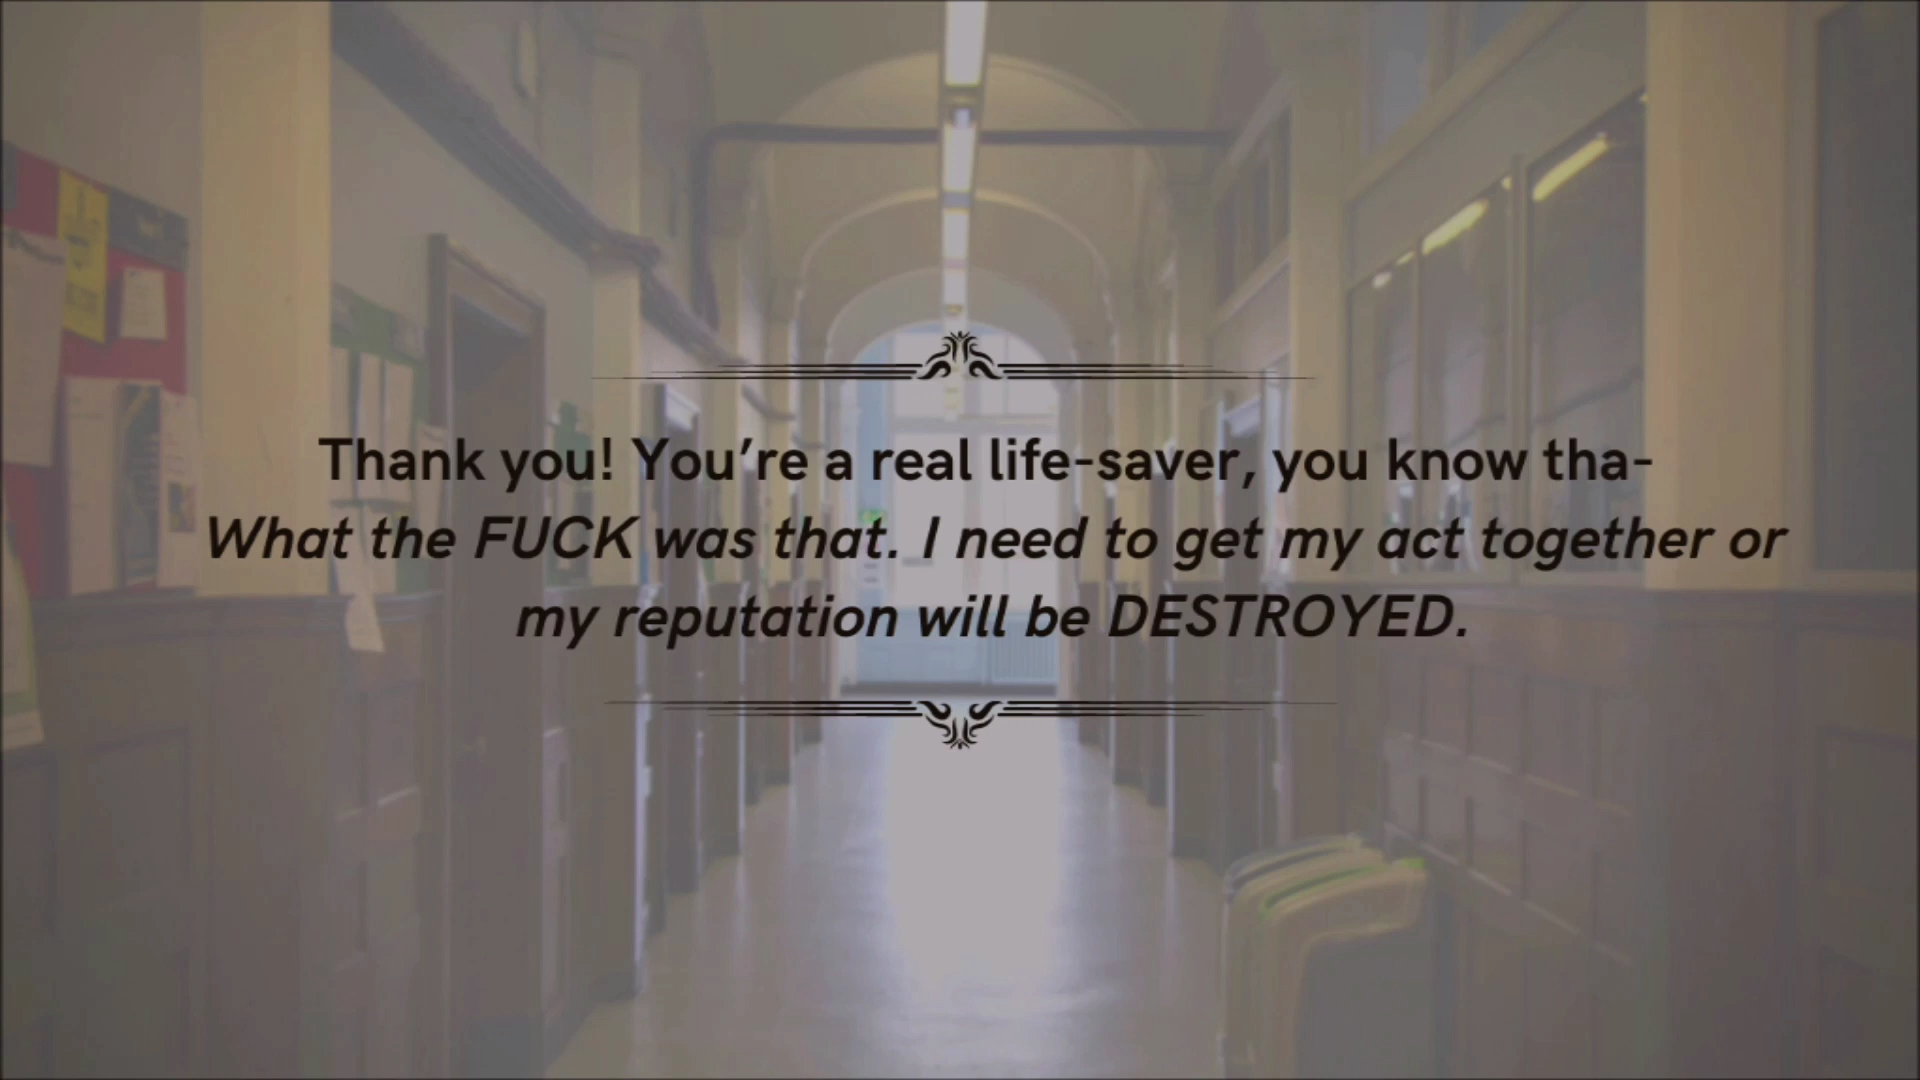 Thank you! You’re a real life-saver, you know tha-
What the FUCK was that. I need to get my act together or
my reputation will be DESTROYED.